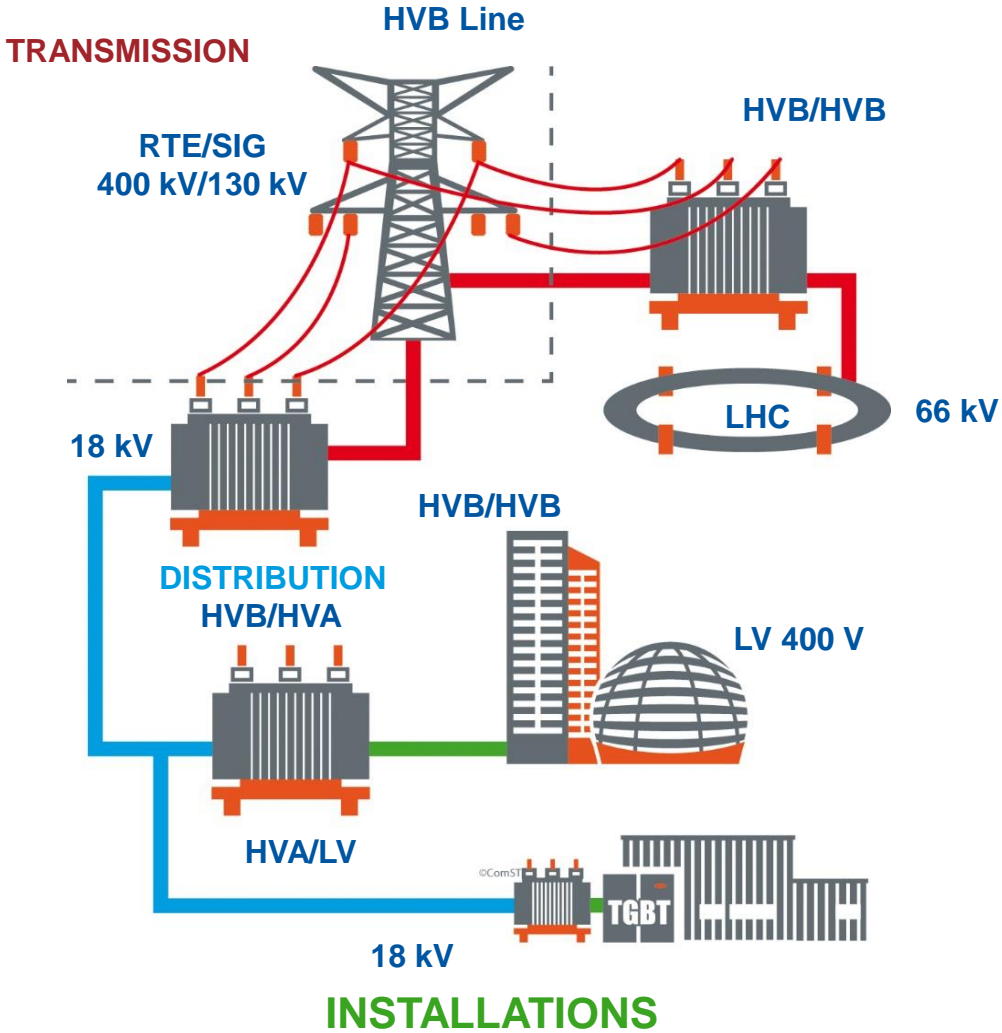 HVB Line
TRANSMISSION
HVB/HVB
RTE/SIG
400 kV/130 kV
LHC
66 kV
18 kV
HVB/HVB
DISTRIBUTION
HVB/HVA
LV 400 V
HVA/LV
©ComST
TGBT
18 kV
INSTALLATIONS